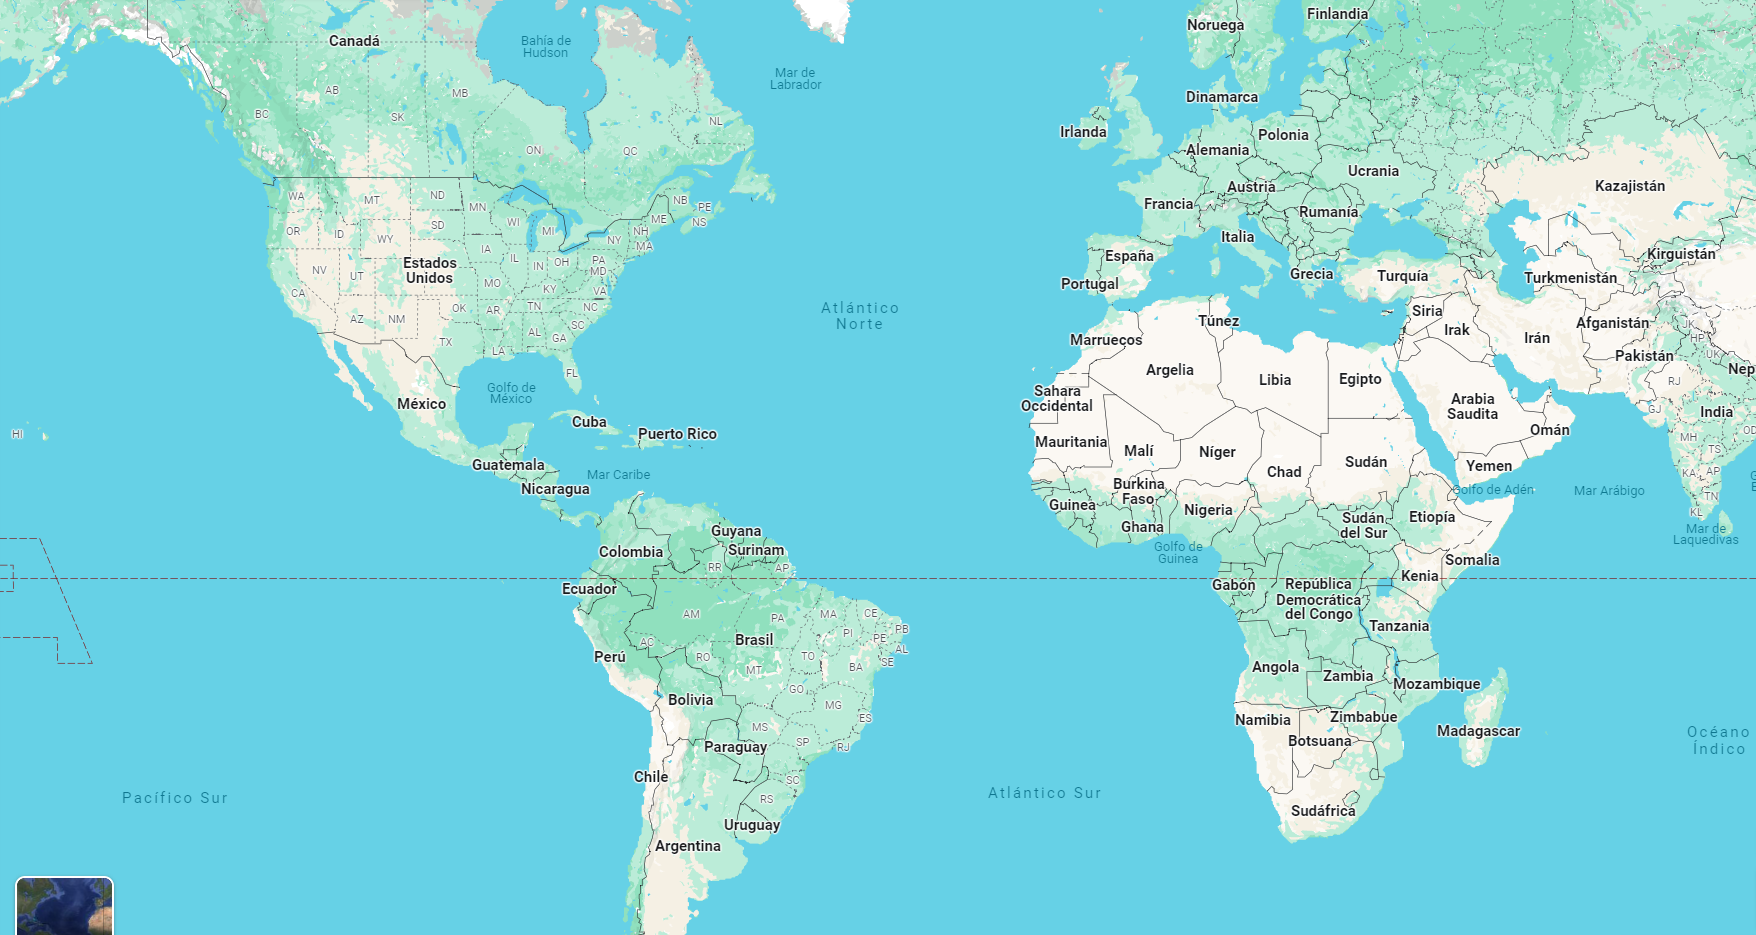 Noruega
Finlandia
Canadá
Bahía de
Hudson
Mar de
Labrador
AB
MB
BC
SK
NL
ON
QC
Dinamarca
Irlanda
Polonia
Alemania
Ucrania
Austria
Kazajistán
Francia
Rumanía
WA
MT
ND
MN
NB
PE
NS
ME
OR
ID
SD
WI
MI
NH
NY
MA
WY
IA
IL
IN
OH
PA
MD
NV
UT
Estados
Unidos
MO
KY
VA
CA
OK
AR
TN
NC
AZ
NM
SC
AL
GA
TX
LA
FL
Italia
España
Grecia
Portugal
Turquía
Kirguistán
Turkmenistán
Atlántico
Norte
Túnez
Siria
Irak
Irán
Afganistán
JK
HP
UK
Marruecos
Pakistán
Argelia
Libia
Egipto
Nep
RJ
GJ
Sahara
Occidental
Arabia
Saudita
India
Golfo de
México
México
Cuba
Puerto Rico
HI
Omán
OD
MH
TS
Mauritania
Malí
Níger
Chad
Sudán
Yemen
Guatemala
Mar Caribe
Nicaragua
Burkina
Faso
Golfo de Adén
Mar Arábigo
KA
AP
TN
KL
Guinea
Nigeria
Ghana
Sudán
del Sur
Etiopía
Mar de
Laquedivas
Guyana
Colombia
Surinam
Golfo de
Guinea
Somalia
RR
AP
Ecuador
Gabón
República
Democrática
del Congo
Kenia
AM
PA
MA
CE
PI
PB
PE
AL
SE
Tanzania
Brasil
AC
RO
TO
BA
MT
Perú
Angola
Zambia
Mozambique
Bolivia
GO
MG
ES
MS
SP
RJ
Namibia
Zimbabue
Botsuana
Madagascar
Océano
Índico
Paraguay
Chile
SC
RS
Pacífico Sur
Atlántico Sur
Sudáfrica
Uruguay
Argentina